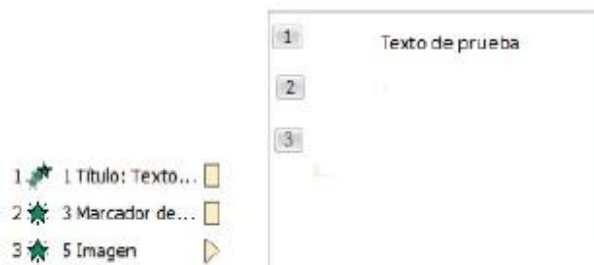 1 Texto de prueba
2
3
1 1 Título: Texto...
2 3 Marcador de...
3 5 Imagen